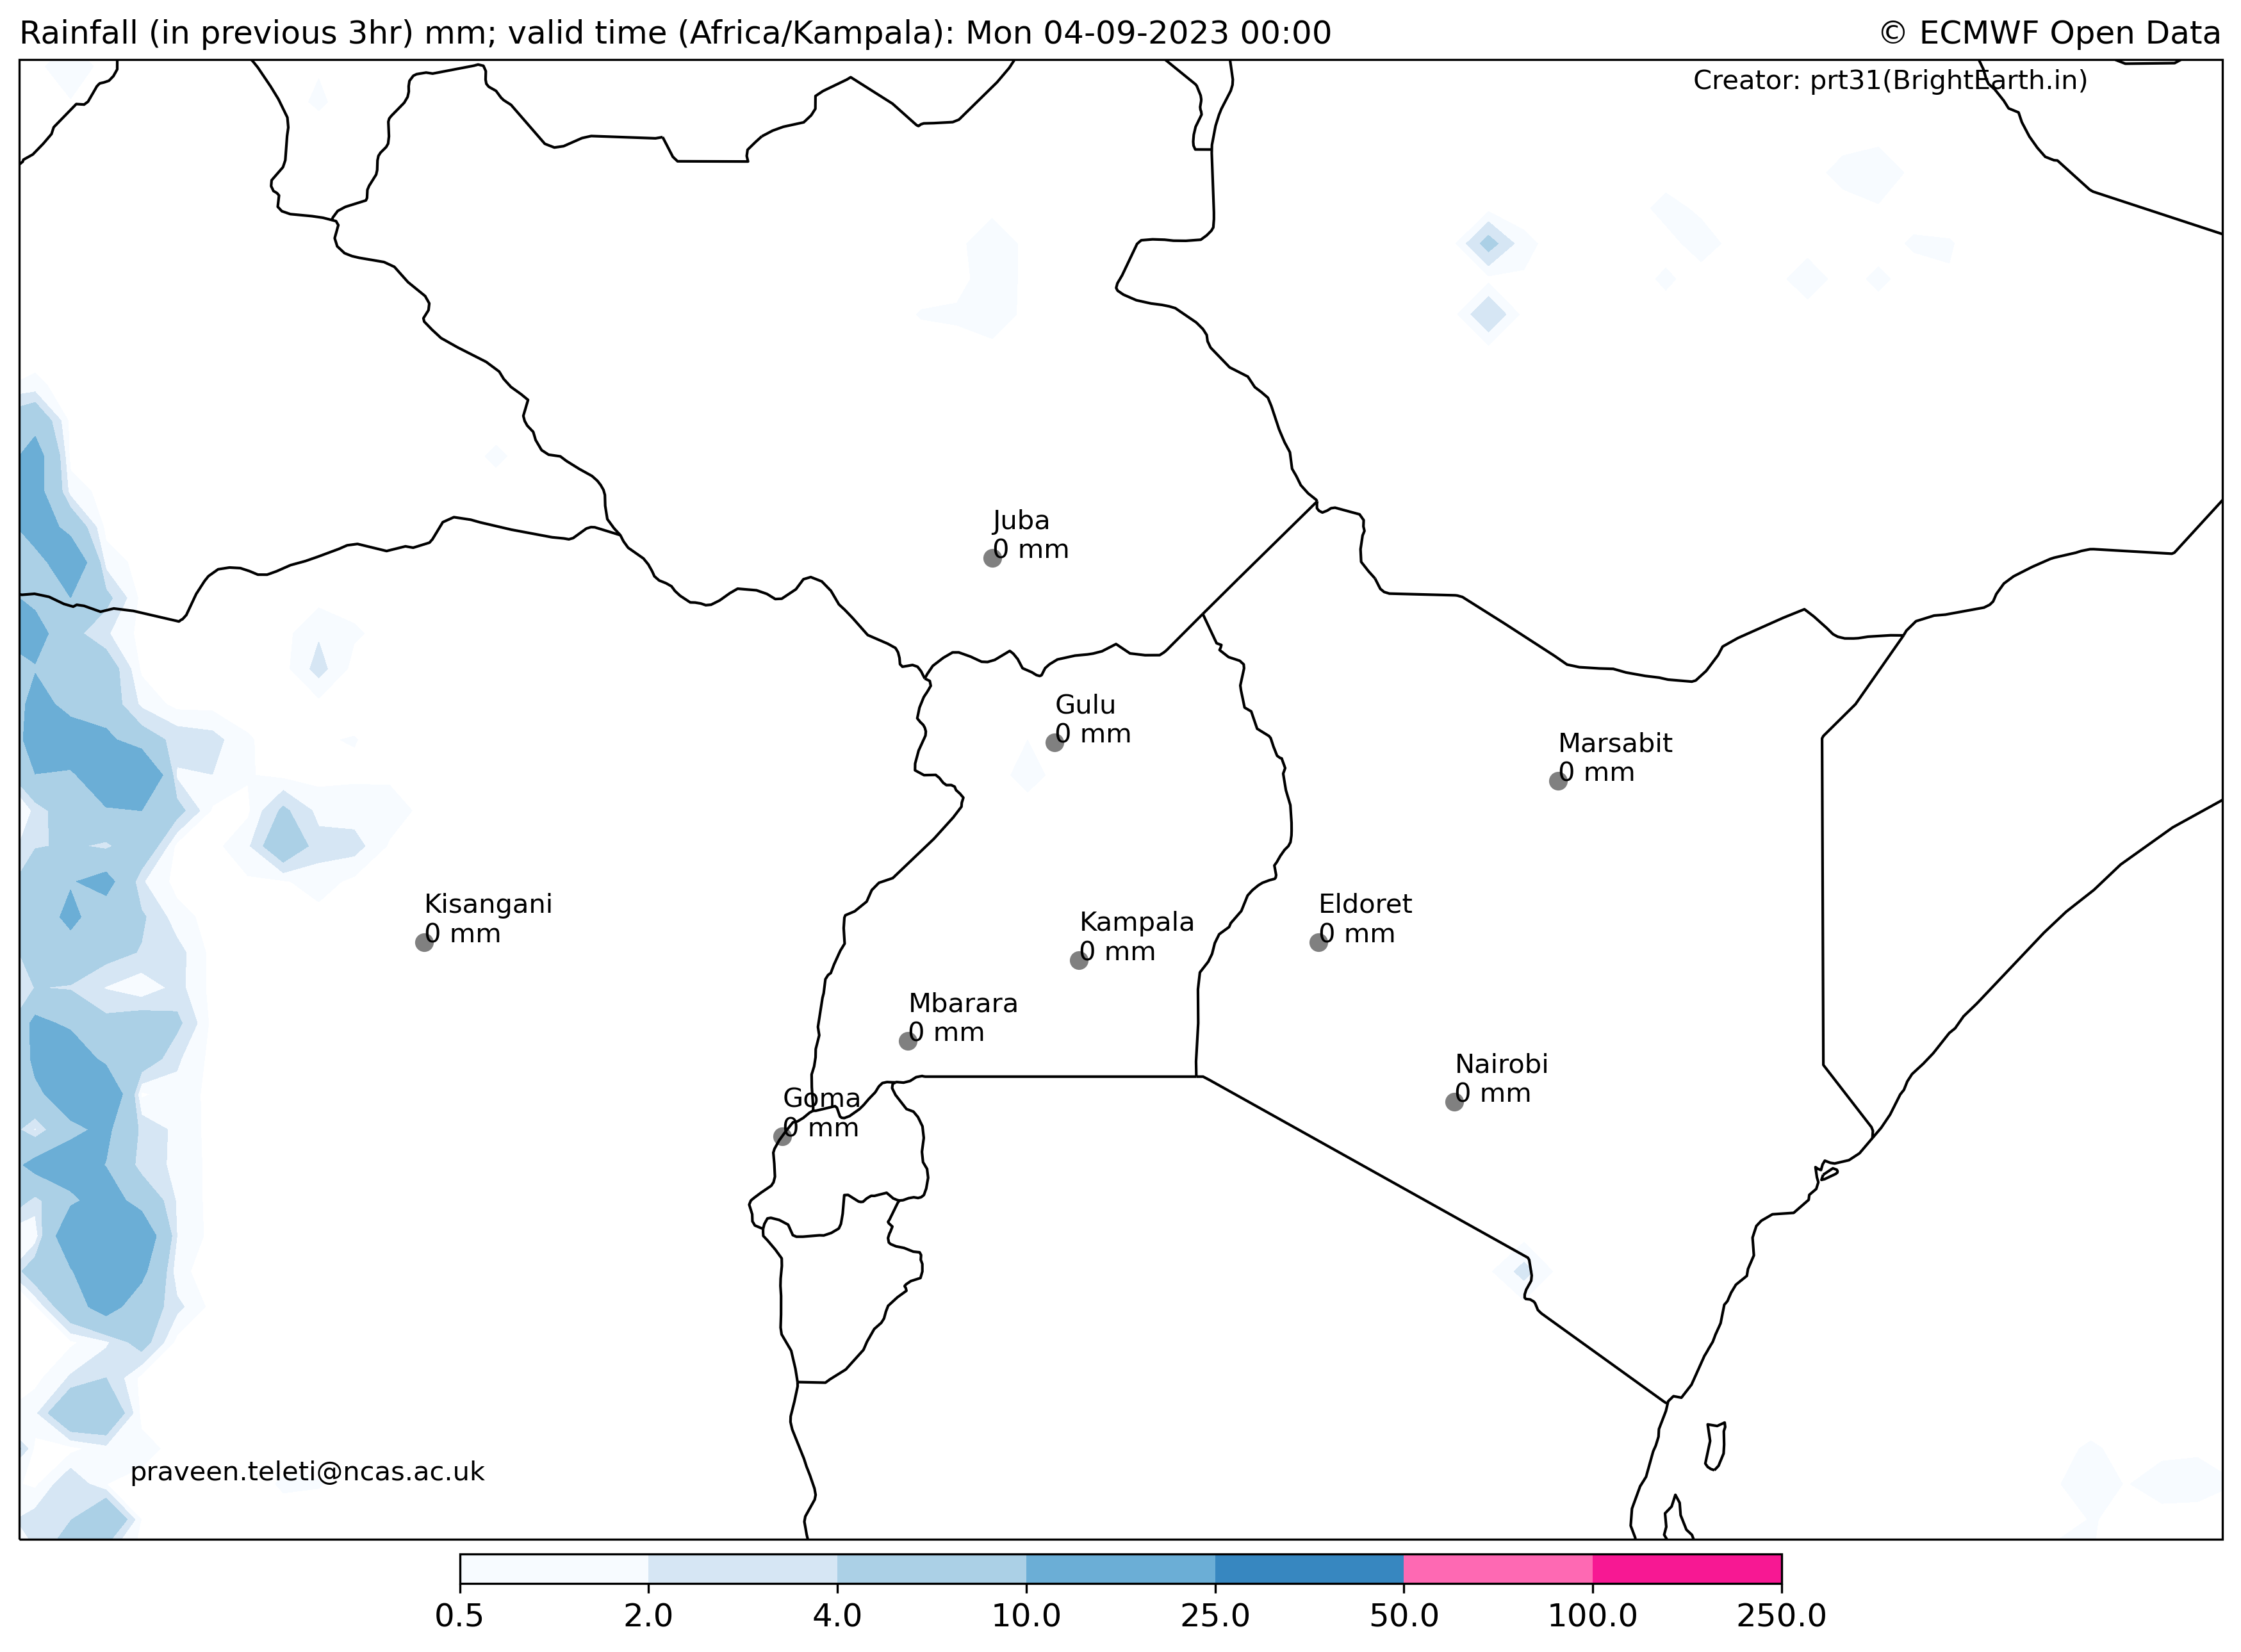 Rainfall (in previous 3hr) mm; valid time (Africa/Kampala): Mon 04-09-2023 00:00
© ECMWF Open Data
Creator: prt31(BrightEarth.in)
Juba
0 mm
Gulu
0 mm
Marsabit
0 mm
Kisangani
0 mm
Kampala
0 mm
Eldoret
0 mm
Mbarara
0 mm
Nairobi
0 mm
Goma
0 mm
praveen.teleti@ncas.ac.uk
0.5 2.0 4.0 10.0 25.0 50.0 100.0 250.0